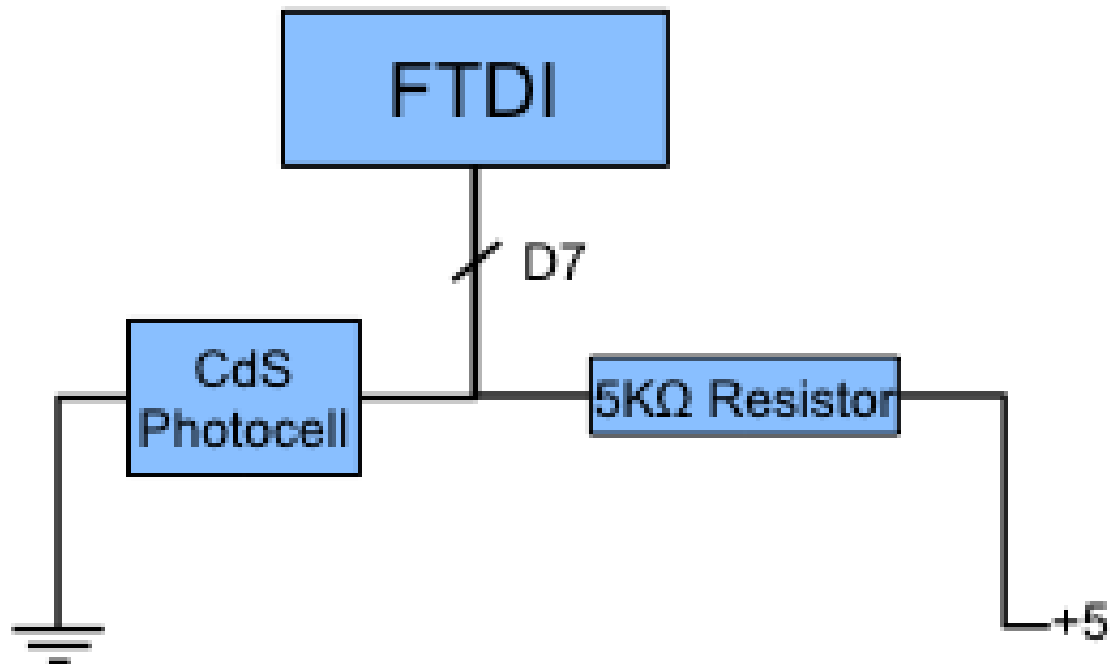 FTDI
D7
CdS
Photocell
5KΩ Resistor
+5